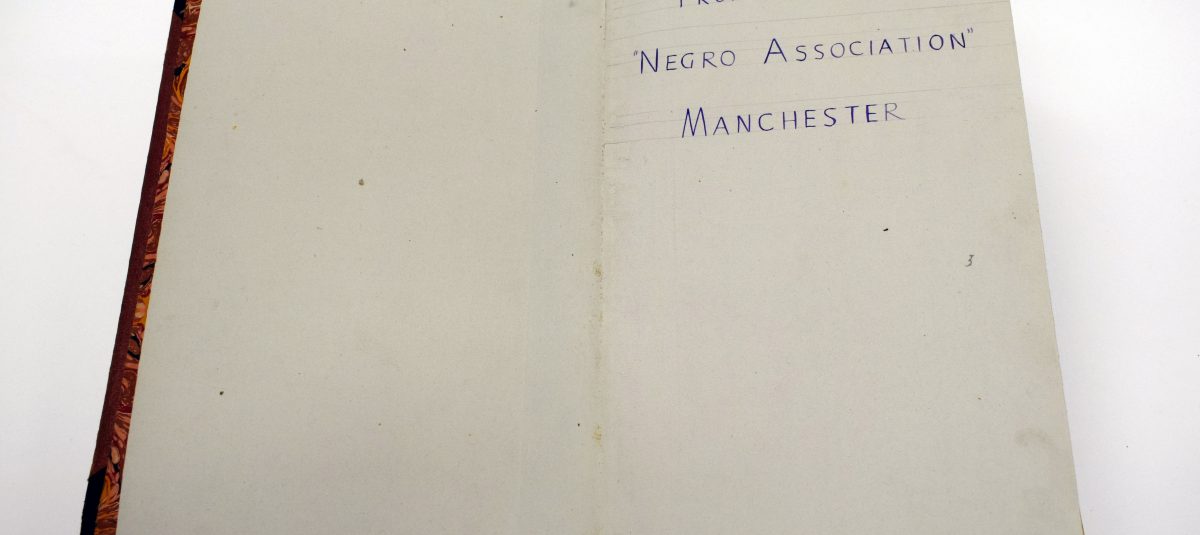 "NEGRO ASSOCIATION"
MANCHESTER
3